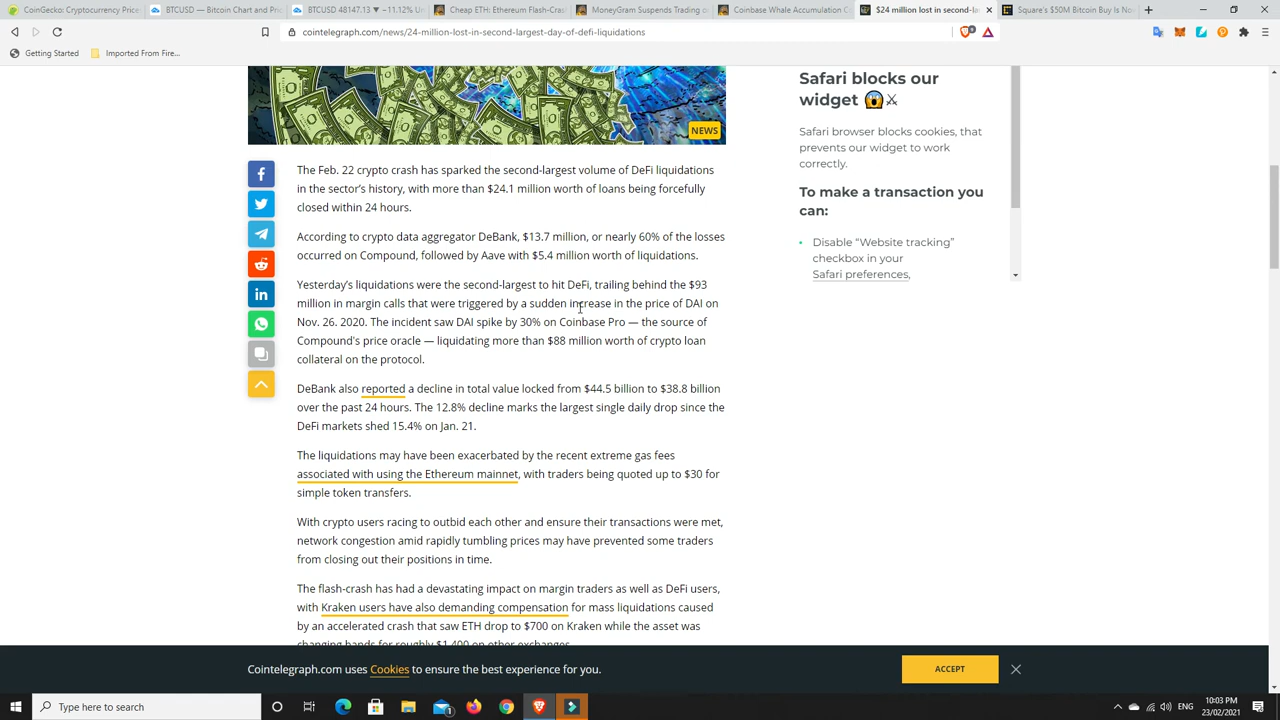 CoinGecko: Cryptocurrency Price
BTCUSD — Bitcoin Chart and Pric
BTCUSD 48147.13 ▼ −11.12% Un
Cheap ETH: Ethereum Flash-Cras
MoneyGram Suspends Trading o
Coinbase Whale Accumulation C
$24 million lost in second-la
Square's $50M Bitcoin Buy Is No
cointelegraph.com/news/24-million-lost-in-second-largest-day-of-defi-liquidations
Getting Started
Imported From Fire...
NEWS
The Feb. 22 crypto crash has sparked the second-largest volume of DeFi liquidations
in the sector's history, with more than $24.1 million worth of loans being forcefully
closed within 24 hours.
According to crypto data aggregator DeBank, $13.7 million, or nearly 60% of the losses
occurred on Compound, followed by Aave with $5.4 million worth of liquidations.
Yesterday's liquidations were the second-largest to hit DeFi, trailing behind the $93
million in margin calls that were triggered by a sudden increase in the price of DAI on
Nov. 26. 2020. The incident saw DAI spike by 30% on Coinbase Pro — the source of
Compound's price oracle — liquidating more than $88 million worth of crypto loan
collateral on the protocol.
DeBank also reported a decline in total value locked from $44.5 billion to $38.8 billion
over the past 24 hours. The 12.8% decline marks the largest single daily drop since the
DeFi markets shed 15.4% on Jan. 21.
The liquidations may have been exacerbated by the recent extreme gas fees
associated with using the Ethereum mainnet, with traders being quoted up to $30 for
simple token transfers.
With crypto users racing to outbid each other and ensure their transactions were met,
network congestion amid rapidly tumbling prices may have prevented some traders
from closing out their positions in time.
The flash-crash has had a devastating impact on margin traders as well as DeFi users,
with Kraken users have also demanding compensation for mass liquidations caused
by an accelerated crash that saw ETH drop to $700 on Kraken while the asset was
changing hands for roughly $1,400 on other exchanges.
Safari blocks our
widget 😱⚔
Safari browser blocks cookies, that
prevents our widget to work
correctly.
To make a transaction you
can:
• Disable “Website tracking”
checkbox in your
Safari preferences,
Cointelegraph.com uses Cookies to ensure the best experience for you.
ACCEPT
Type here to search
ENG
10:03 PM
23/02/2021